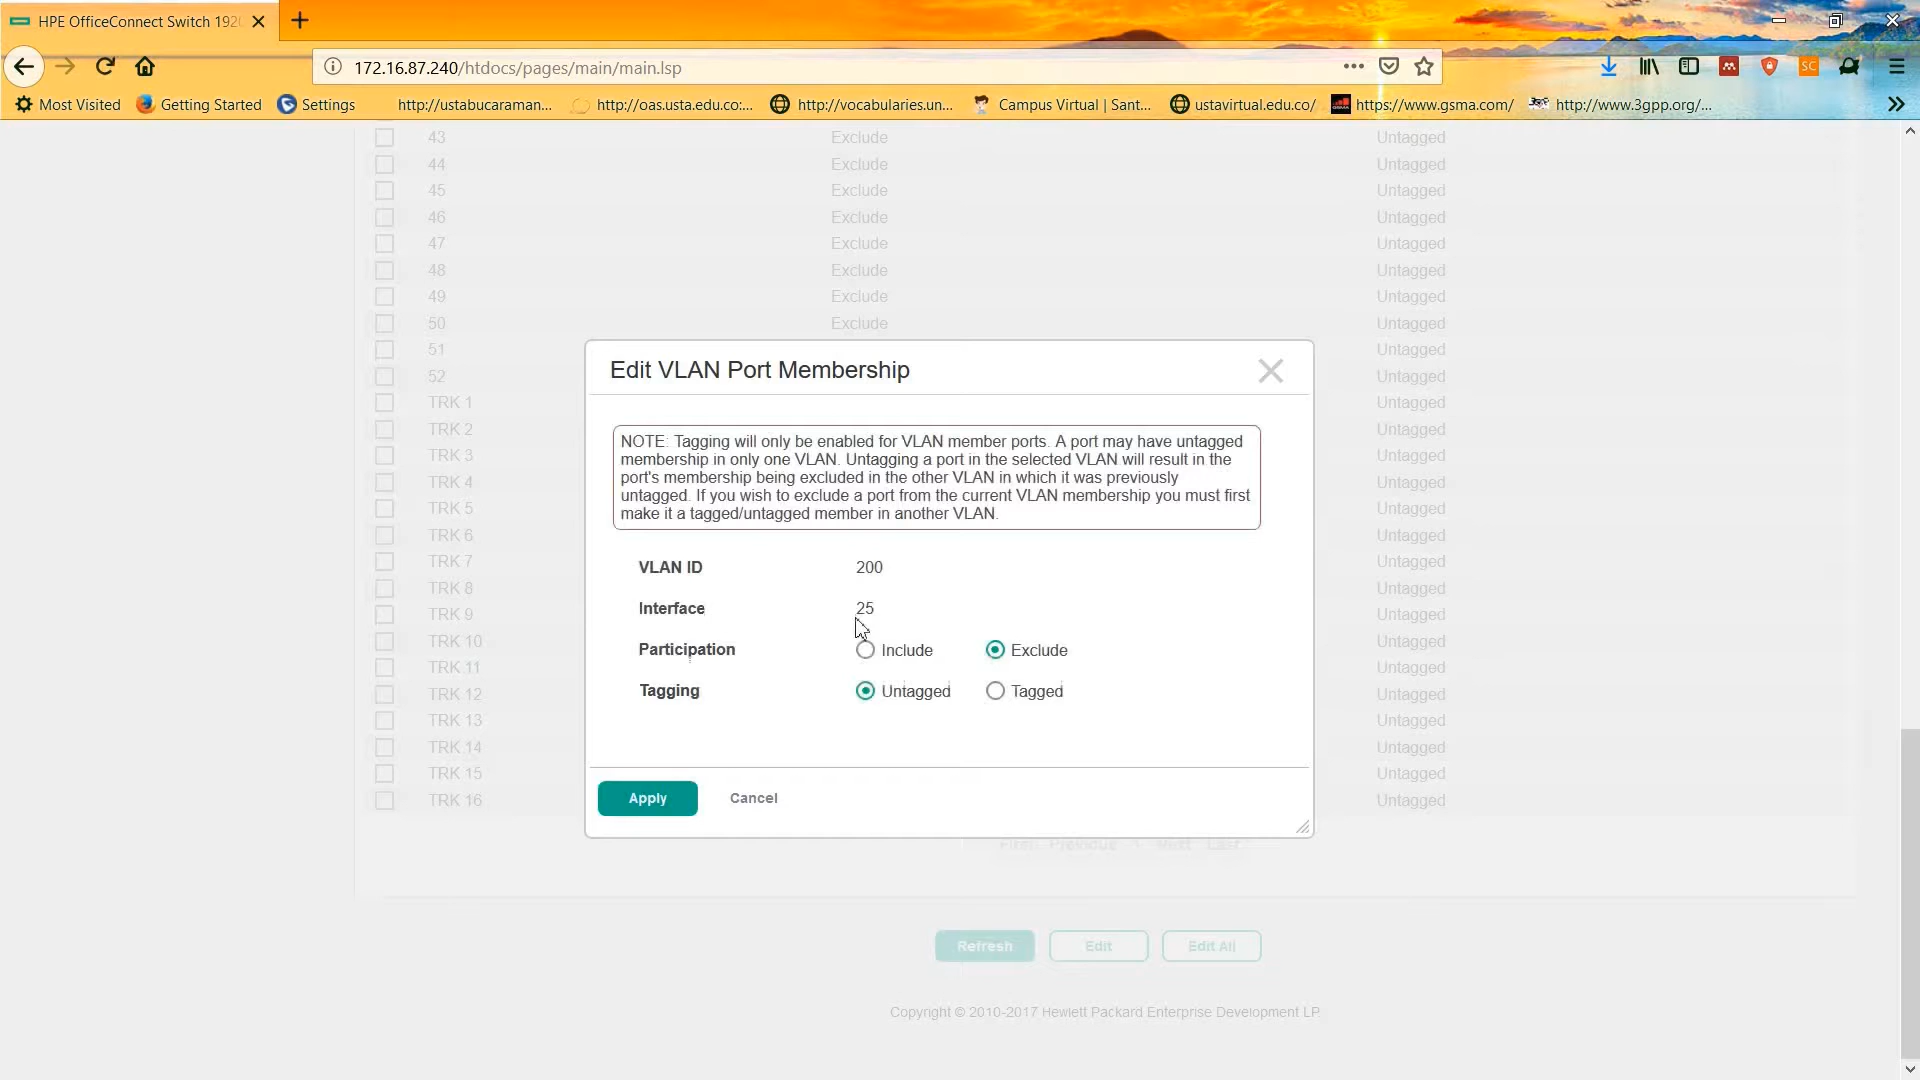 HPE OfficeConnect Switch 192
172.16.87.240/htdocs/pages/main/main.lsp
SC
Most Visited
Getting Started
Settings
http://ustabucaraman...
http://oas.usta.edu.co:...
http://vocabularies.un...
Campus Virtual | Sant...
ustavirtual.edu.co/
https://www.gsma.com/
http://www.3gpp.org/...
43 Exclude Untagged
44 Exclude Untagged
45 Exclude Untagged
46 Exclude Untagged
47 Exclude Untagged
48 Exclude Untagged
49 Exclude Untagged
50 Exclude Untagged
51 Untagged
52 Untagged
TRK 1 Untagged
TRK 2 Untagged
TRK 3 Untagged
TRK 4 Untagged
TRK 5 Untagged
TRK 6 Untagged
TRK 7 Untagged
TRK 8 Untagged
TRK 9 Untagged
TRK 10 Untagged
TRK 11 Untagged
TRK 12 Untagged
TRK 13 Untagged
TRK 14 Untagged
TRK 15 Untagged
TRK 16 Untagged
Edit VLAN Port Membership
NOTE: Tagging will only be enabled for VLAN member ports. A port may have untagged
membership in only one VLAN. Untagging a port in the selected VLAN will result in the
port's membership being excluded in the other VLAN in which it was previously
untagged. If you wish to exclude a port from the current VLAN membership you must first
make it a tagged/untagged member in another VLAN.
VLAN ID 200
Interface 25
Participation Include Exclude
Tagging Untagged Tagged
Apply Cancel
First Previous 1 Next Last
Refresh Edit Edit All
Copyright © 2010-2017 Hewlett Packard Enterprise Development LP